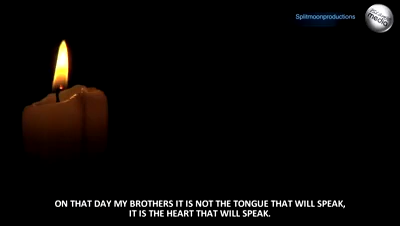 Splitmoonproductions
media
ON THAT DAY MY BROTHERS IT IS NOT THE TONGUE THAT WILL SPEAK,
IT IS THE HEART THAT WILL SPEAK.